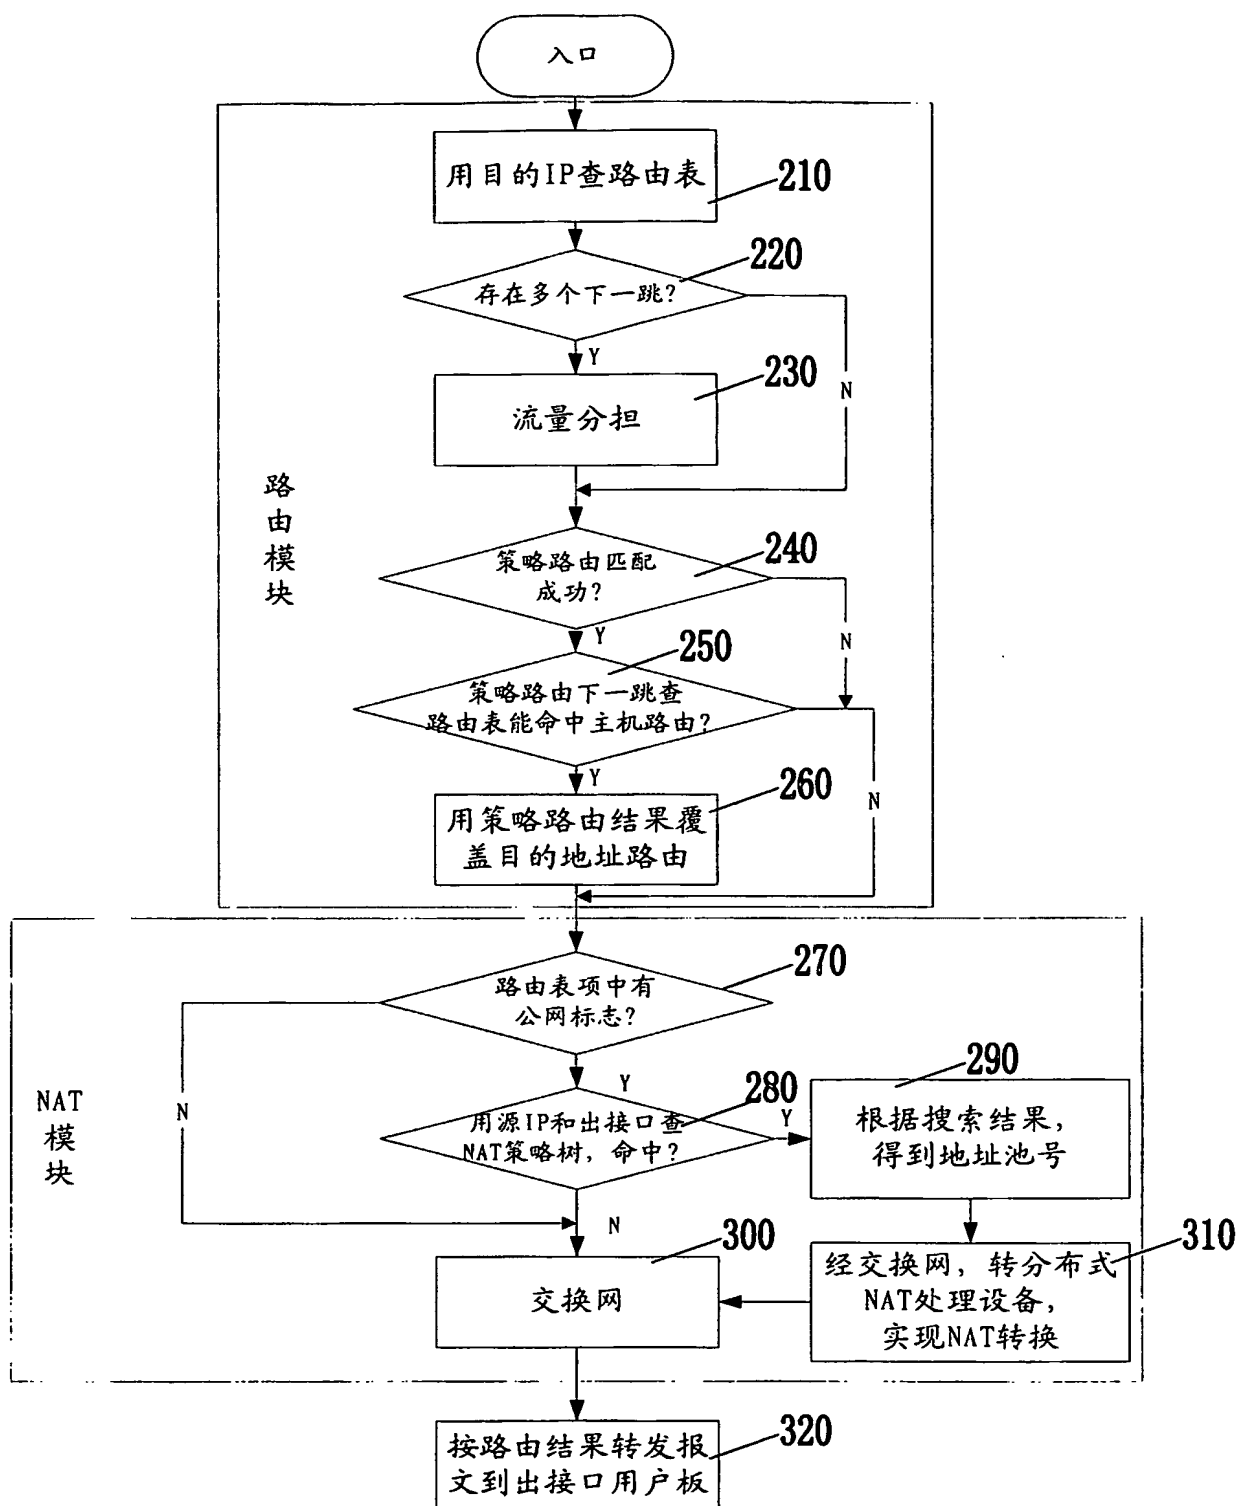 入口
用目的IP查路由表
210
220
存在多个下一跳?
Y
N
230
流量分担
路
由
模
块
240
策略路由匹配
成功?
Y
N
250
策略路由下一跳查
路由表能命中主机路由?
Y
N
260
用策略路由结果覆
盖目的地址路由
270
路由表项中有
公网标志?
N
Y
NAT
模
块
280
用源IP和出接口查
NAT策略树，命中?
Y
N
290
根据搜索结果，
得到地址池号
300
交换网
310
经交换网，转分布式
NAT处理设备，
实现NAT转换
320
按路由结果转发报
文到出接口用户板